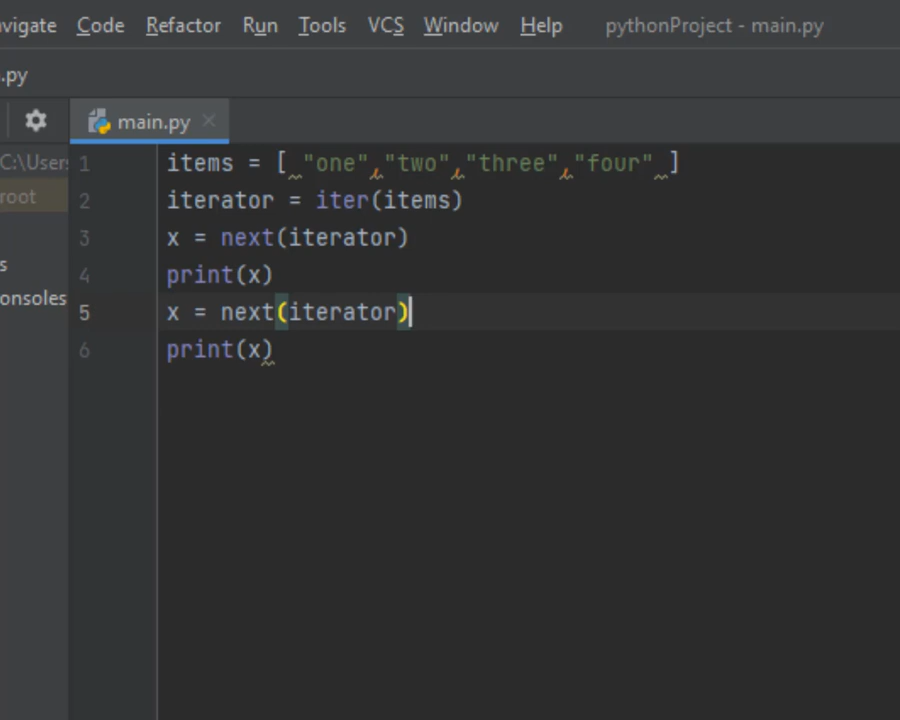 avigate Code Refactor Run Tools VCS Window Help pythonProject - main.py
.py
main.py
C:\Users
root
s
onsoles
1 items = [ "one","two","three","four" ]
2 iterator = iter(items)
3 x = next(iterator)
4 print(x)
5 x = next(iterator)
6 print(x)